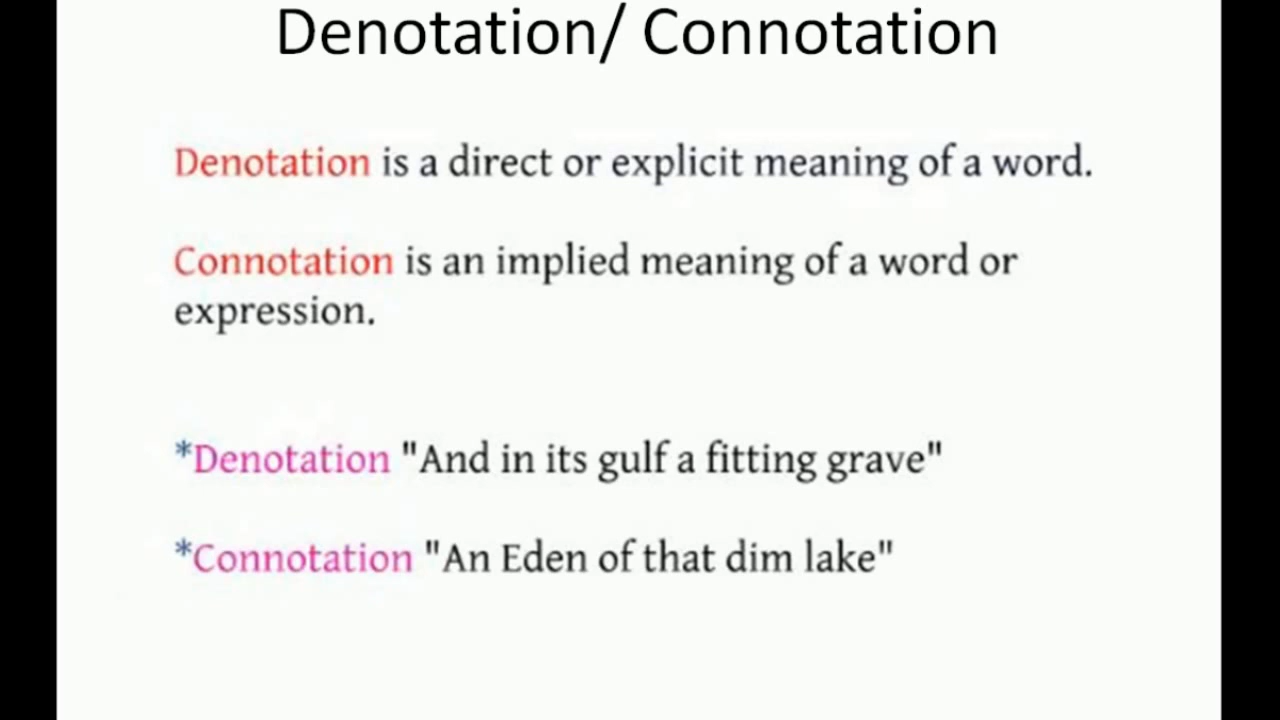 Denotation/ Connotation
Denotation is a direct or explicit meaning of a word.
Connotation is an implied meaning of a word or
expression.
*Denotation "And in its gulf a fitting grave"
*Connotation "An Eden of that dim lake"